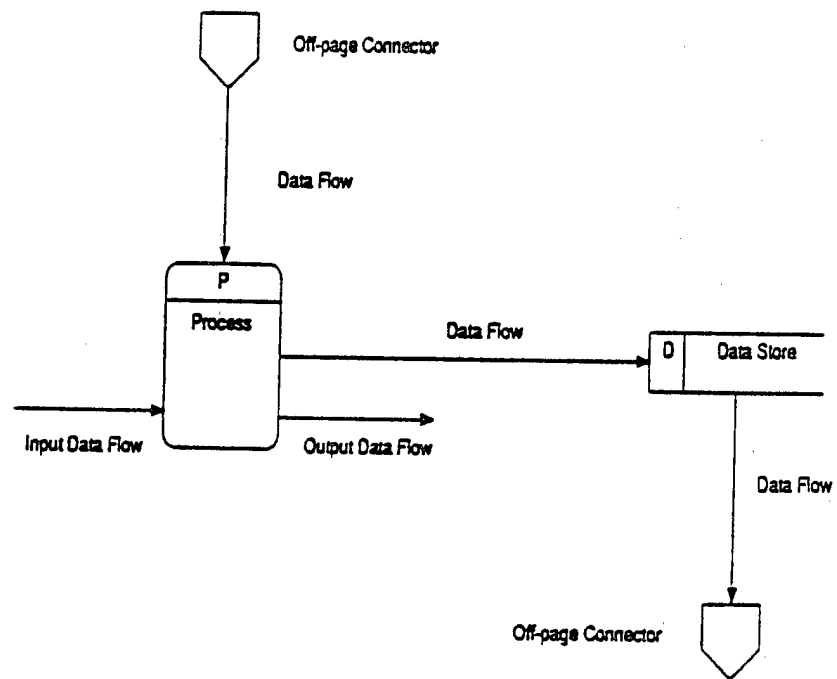 Off-page Connector
Data Flow
P
Process
Data Flow
D
Data Store
Input Data Flow
Output Data Flow
Data Flow
Off-page Connector